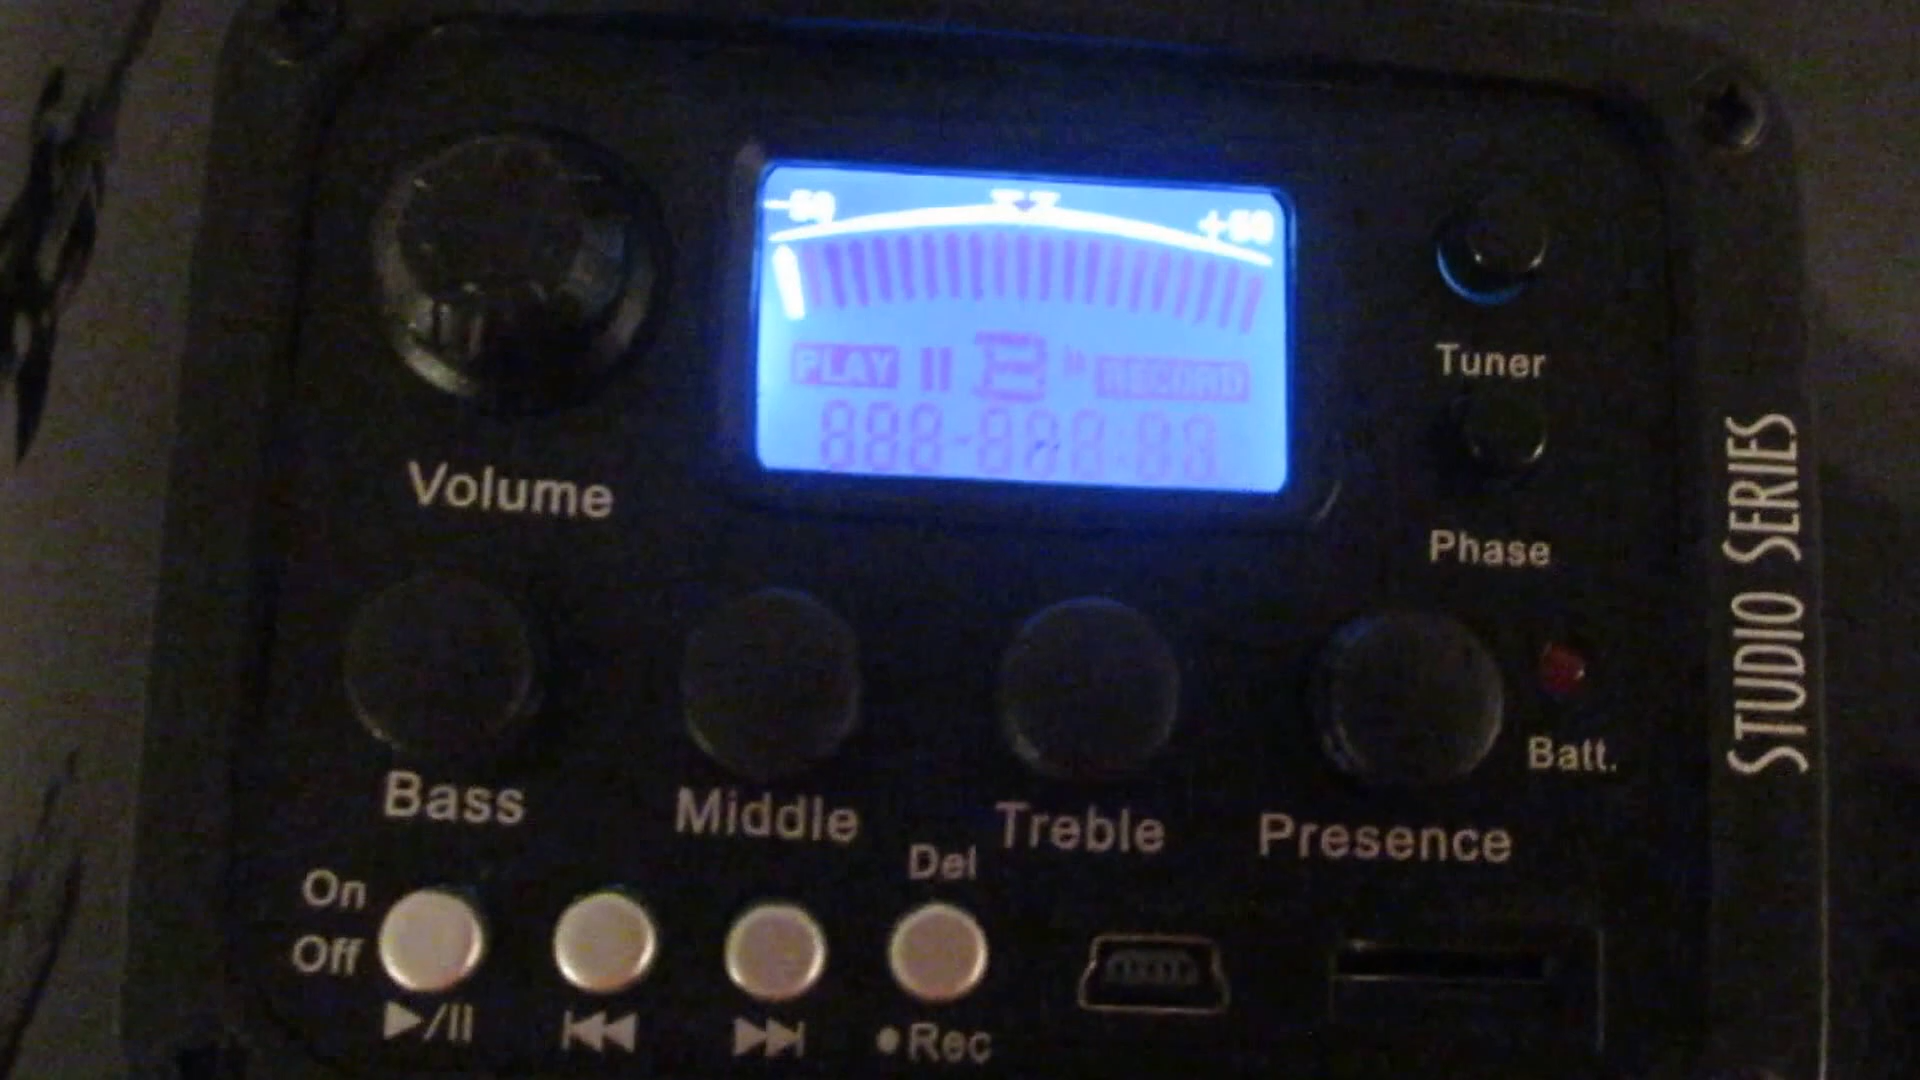 -50
+50
PLAY
RECORD
Volume
Tuner
Phase
Bass
Middle
Treble
Presence
Batt.
STUDIO SERIES
On
Off
Del
Rec